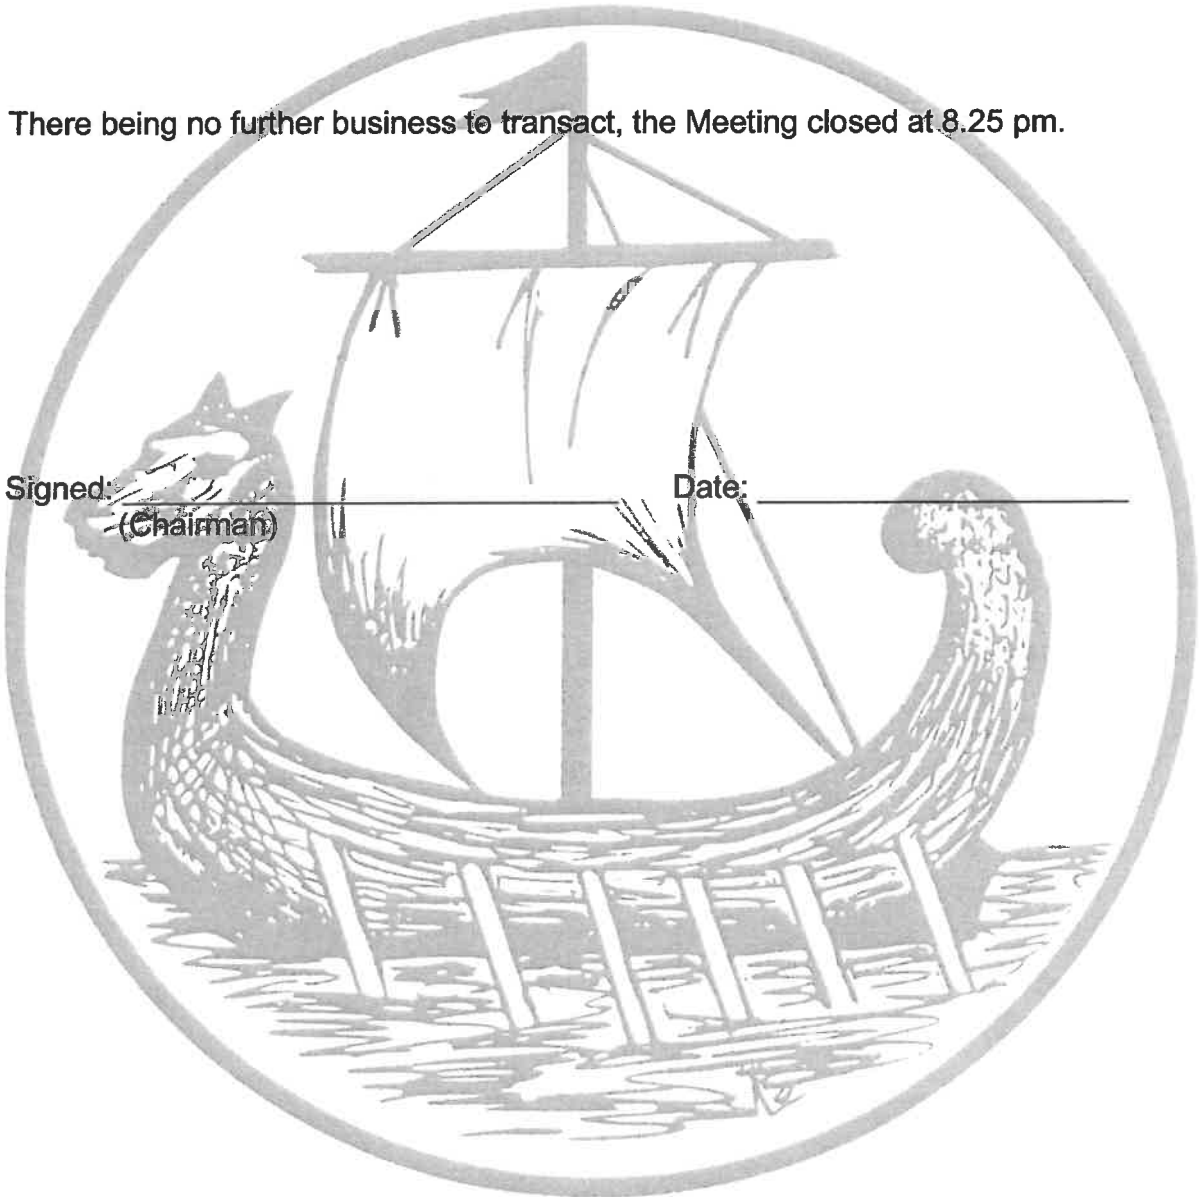 There being no further business to transact, the Meeting closed at 8.25 pm.
Signed: Date:
(Chairman)